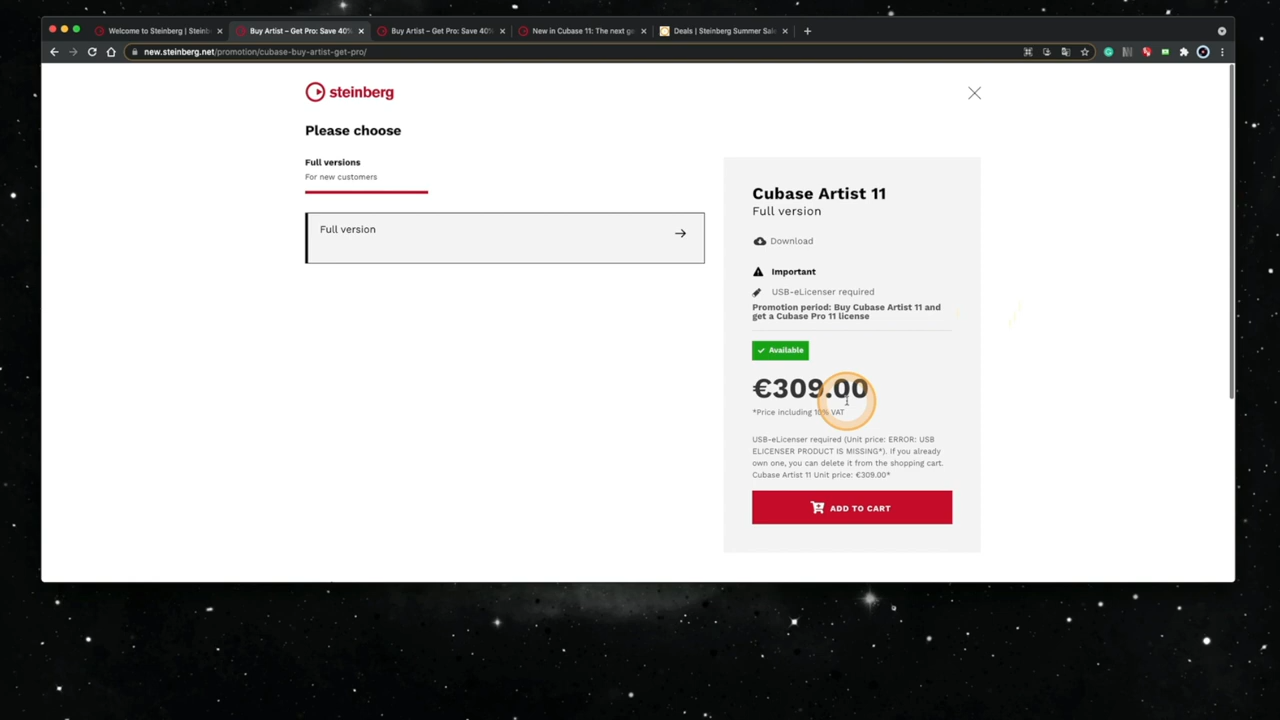 Welcome to Steinberg | Steinb
Buy Artist – Get Pro: Save 40%
Buy Artist – Get Pro: Save 40%
New in Cubase 11: The next ge
Deals | Steinberg Summer Sale
new.steinberg.net/promotion/cubase-buy-artist-get-pro/
steinberg
Please choose
Full versions
For new customers
Full version
Cubase Artist 11
Full version
Download
Important
USB-eLicenser required
Promotion period: Buy Cubase Artist 11 and
get a Cubase Pro 11 license
Available
€309.00
*Price including 10% VAT
USB-eLicenser required (Unit price: ERROR: USB
ELICENSER PRODUCT IS MISSING*). If you already
own one, you can delete it from the shopping cart.
Cubase Artist 11 Unit price: €309.00*
ADD TO CART